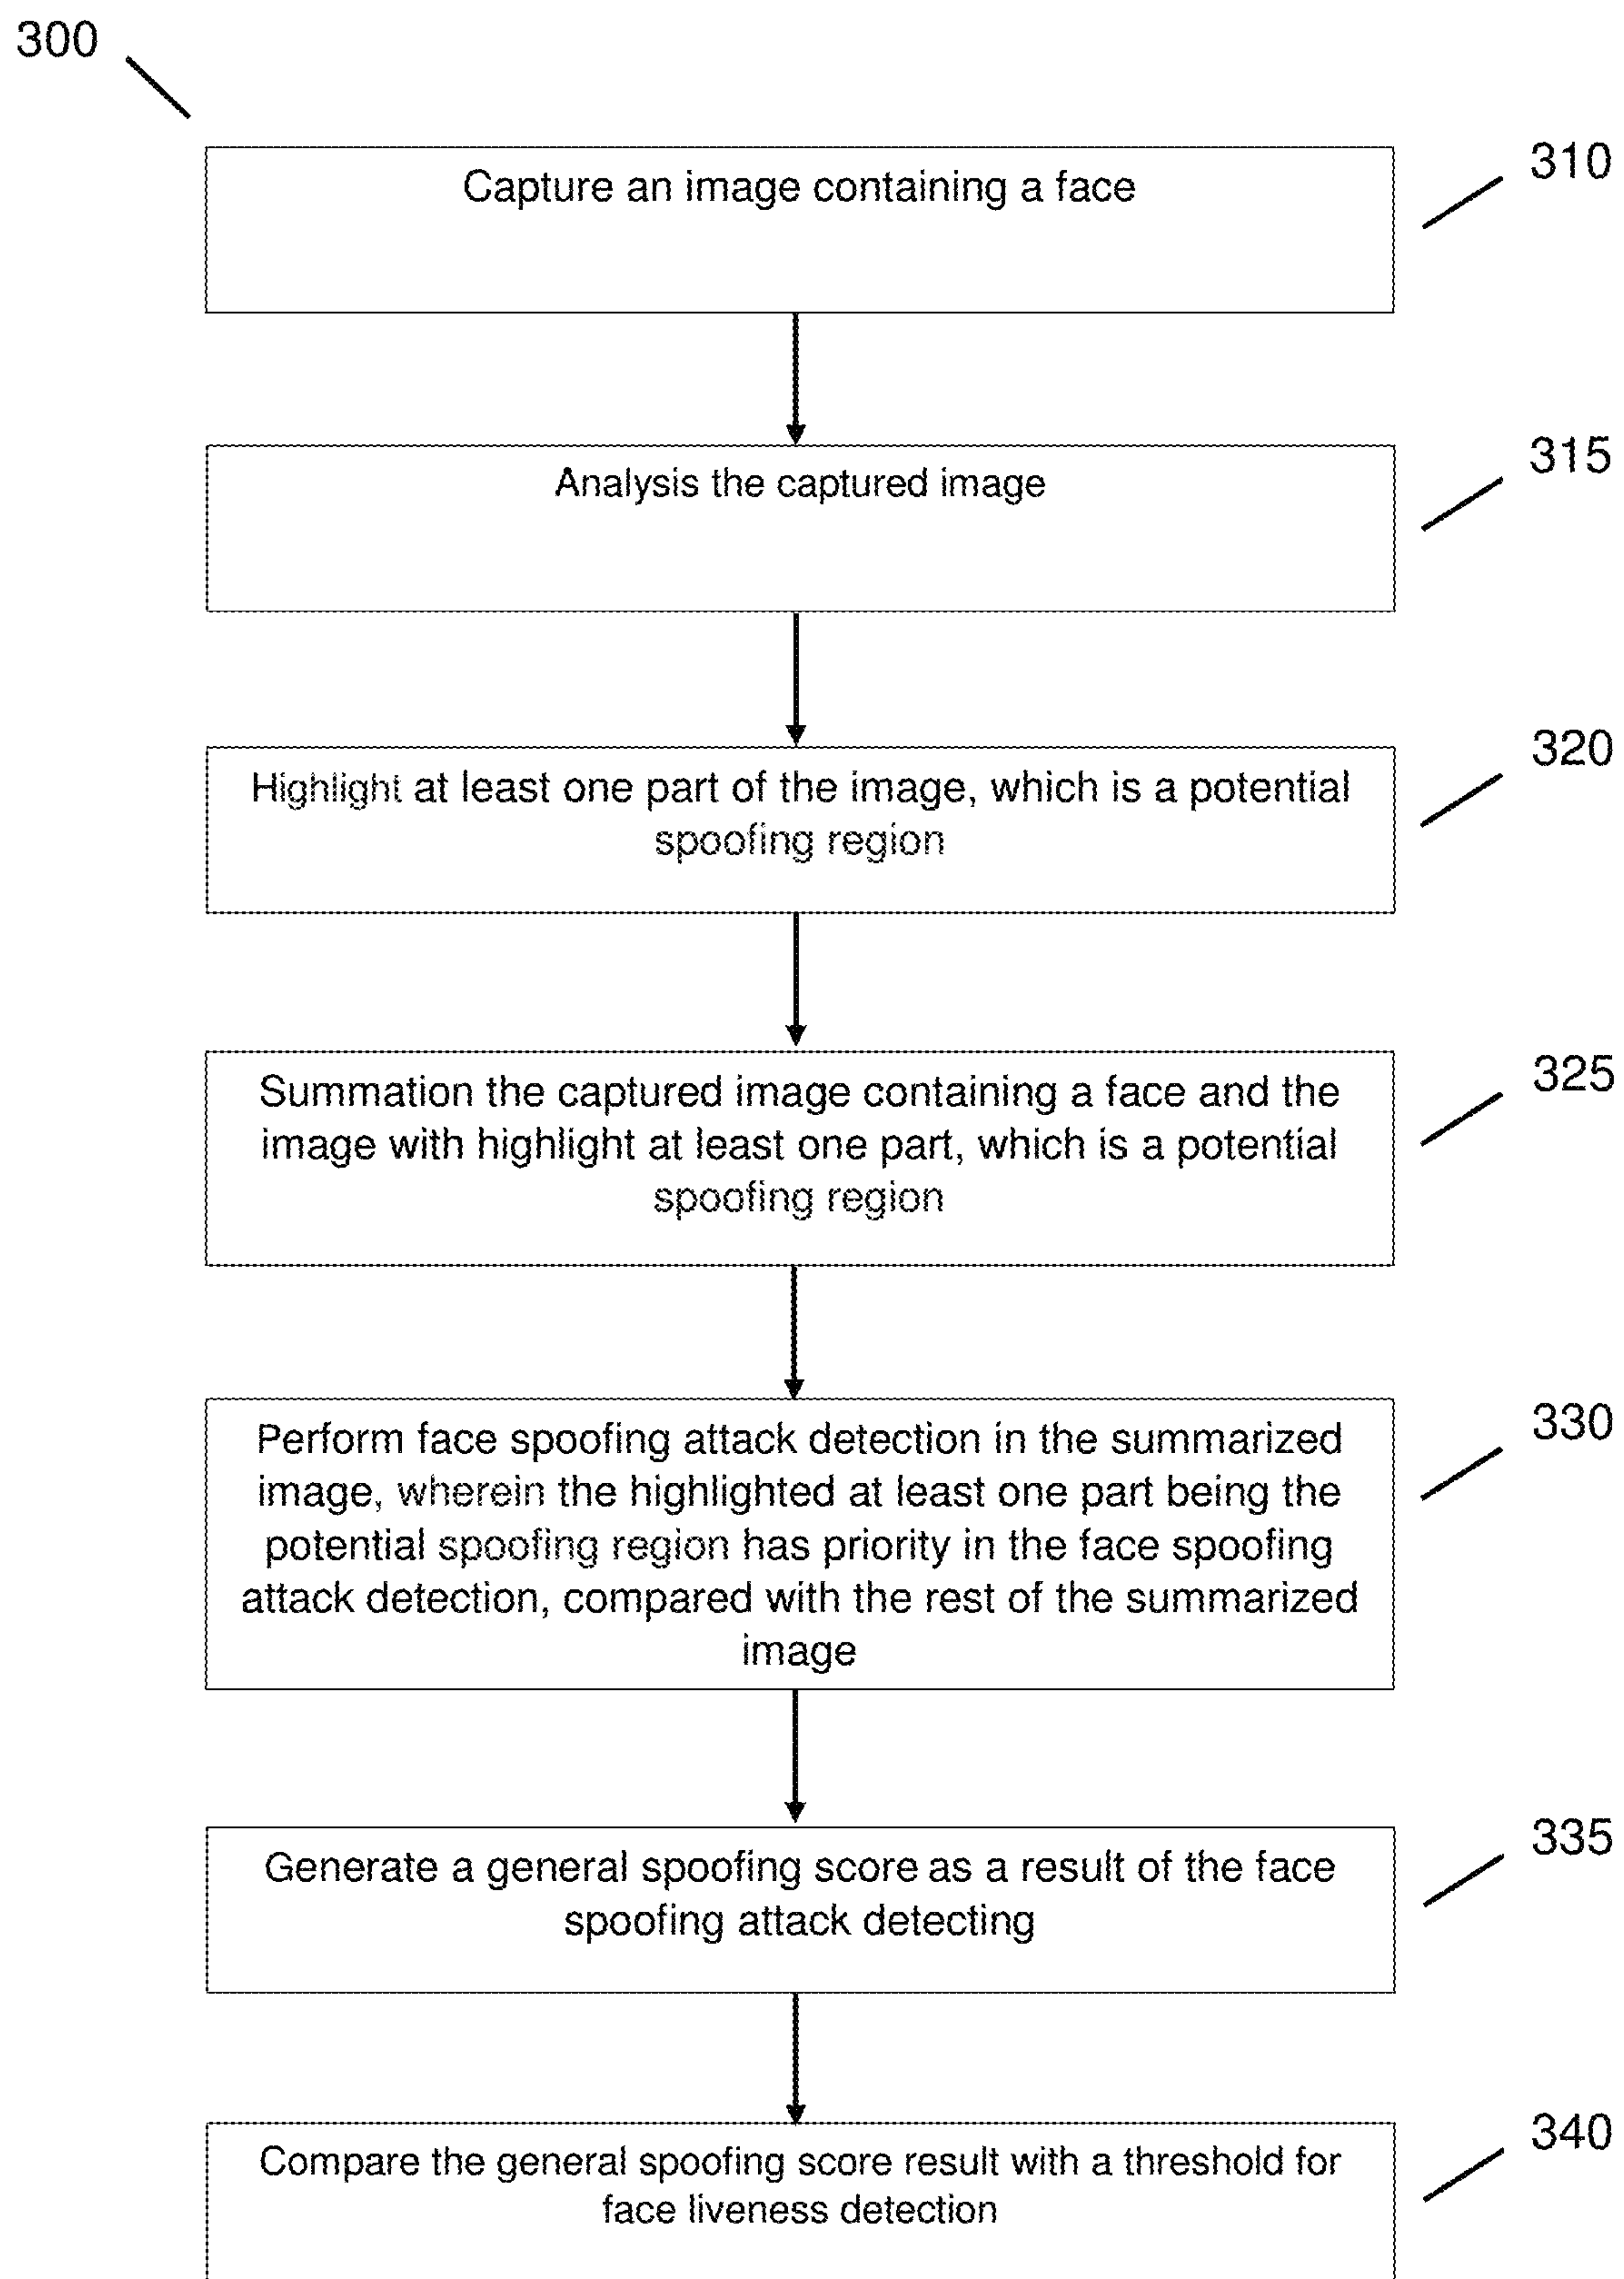 300
310
Capture an image containing a face
315
Analysis the captured image
320
Highlight at least one part of the image, which is a potential
spoofing region
325
Summation the captured image containing a face and the
image with highlight at least one part, which is a potential
spoofing region
330
Perform face spoofing attack detection in the summarized
image, wherein the highlighted at least one part being the
potential spoofing region has priority in the face spoofing
attack detection, compared with the rest of the summarized
image
335
Generate a general spoofing score as a result of the face
spoofing attack detecting
340
Compare the general spoofing score result with a threshold for
face liveness detection